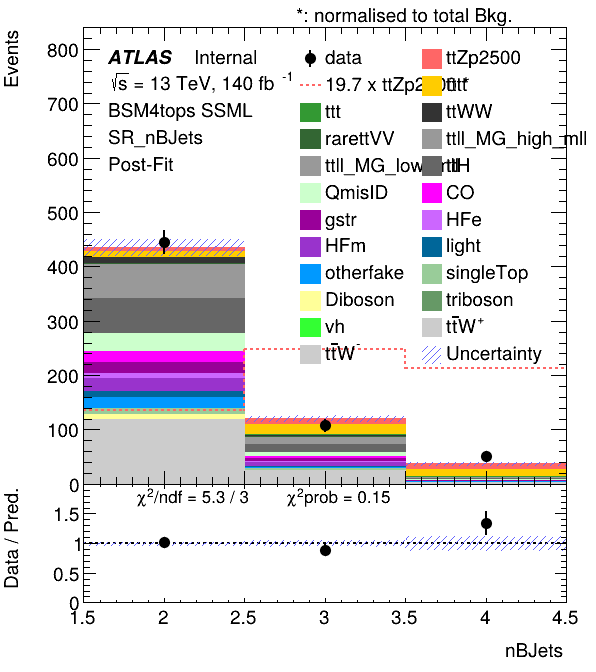 *: normalised to total Bkg.
Events
800
700
600
500
400
300
200
100
0
ATLAS Internal
√s = 13 TeV, 140 fb -1
BSM4tops SSML
SR_nBJets
Post-Fit
data
ttZp2500
19.7 x ttZp2500 *
tttt
ttt
ttWW
rarettVV
ttll_MG_high_mll
ttll_MG_low_mll
ttH
QmisID
CO
gstr
HFe
HFm
light
otherfake
singleTop
Diboson
triboson
vh
tt̄W+
tt̄W-
Uncertainty
χ2/ndf = 5.3 / 3
χ2prob = 0.15
Data / Pred.
1.5
1
0.5
0
1.5 2 2.5 3 3.5 4 4.5
nBJets